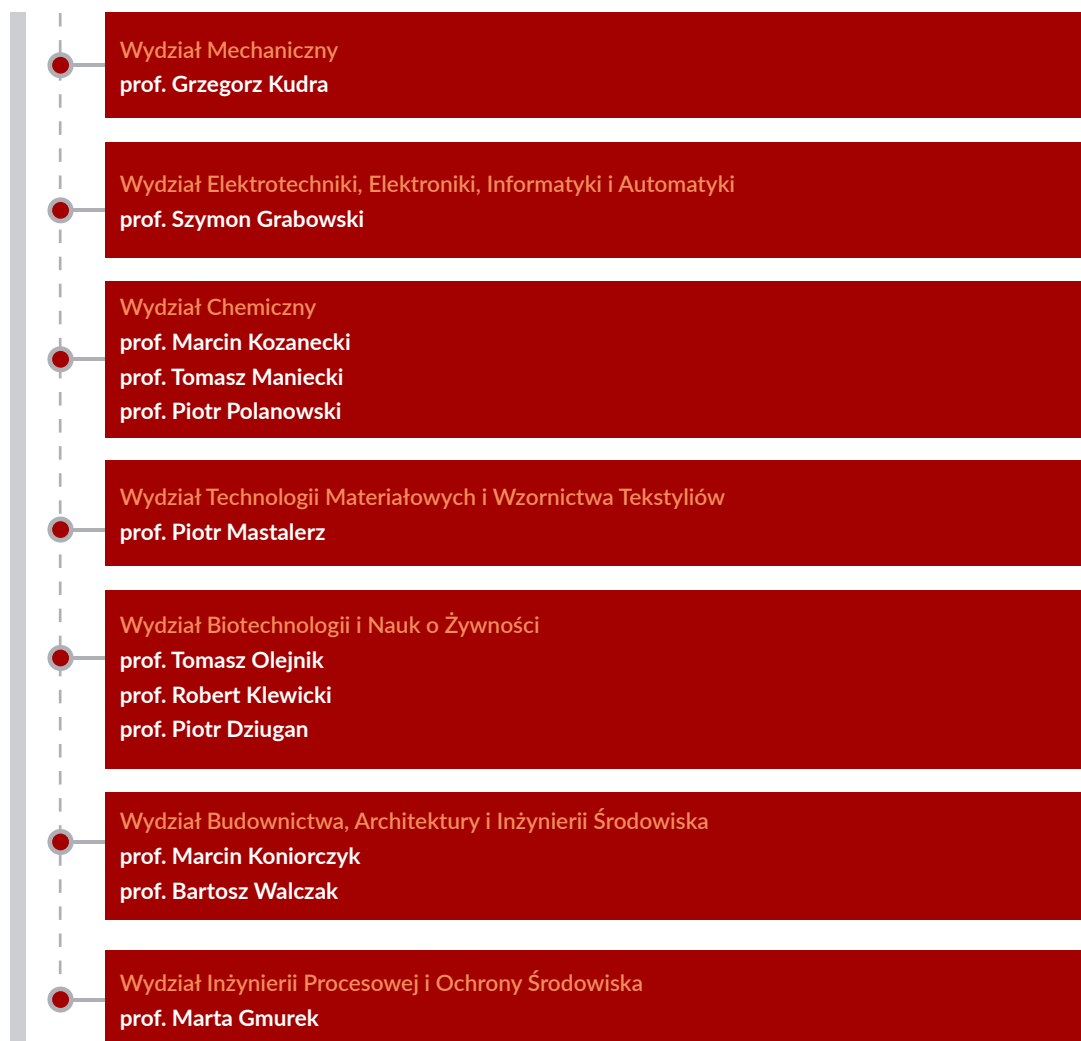 Wydział Mechaniczny
prof. Grzegorz Kudra
Wydział Elektrotechniki, Elektroniki, Informatyki i Automatyki
prof. Szymon Grabowski
Wydział Chemiczny
prof. Marcin Kozanecki
prof. Tomasz Maniecki
prof. Piotr Polanowski
Wydział Technologii Materiałowych i Wzornictwa Tekstyliów
prof. Piotr Mastalerz
Wydział Biotechnologii i Nauk o Żywności
prof. Tomasz Olejnik
prof. Robert Klewicki
prof. Piotr Dziugan
Wydział Budownictwa, Architektury i Inżynierii Środowiska
prof. Marcin Koniorczyk
prof. Bartosz Walczak
Wydział Inżynierii Procesowej i Ochrony Środowiska
prof. Marta Gmurek